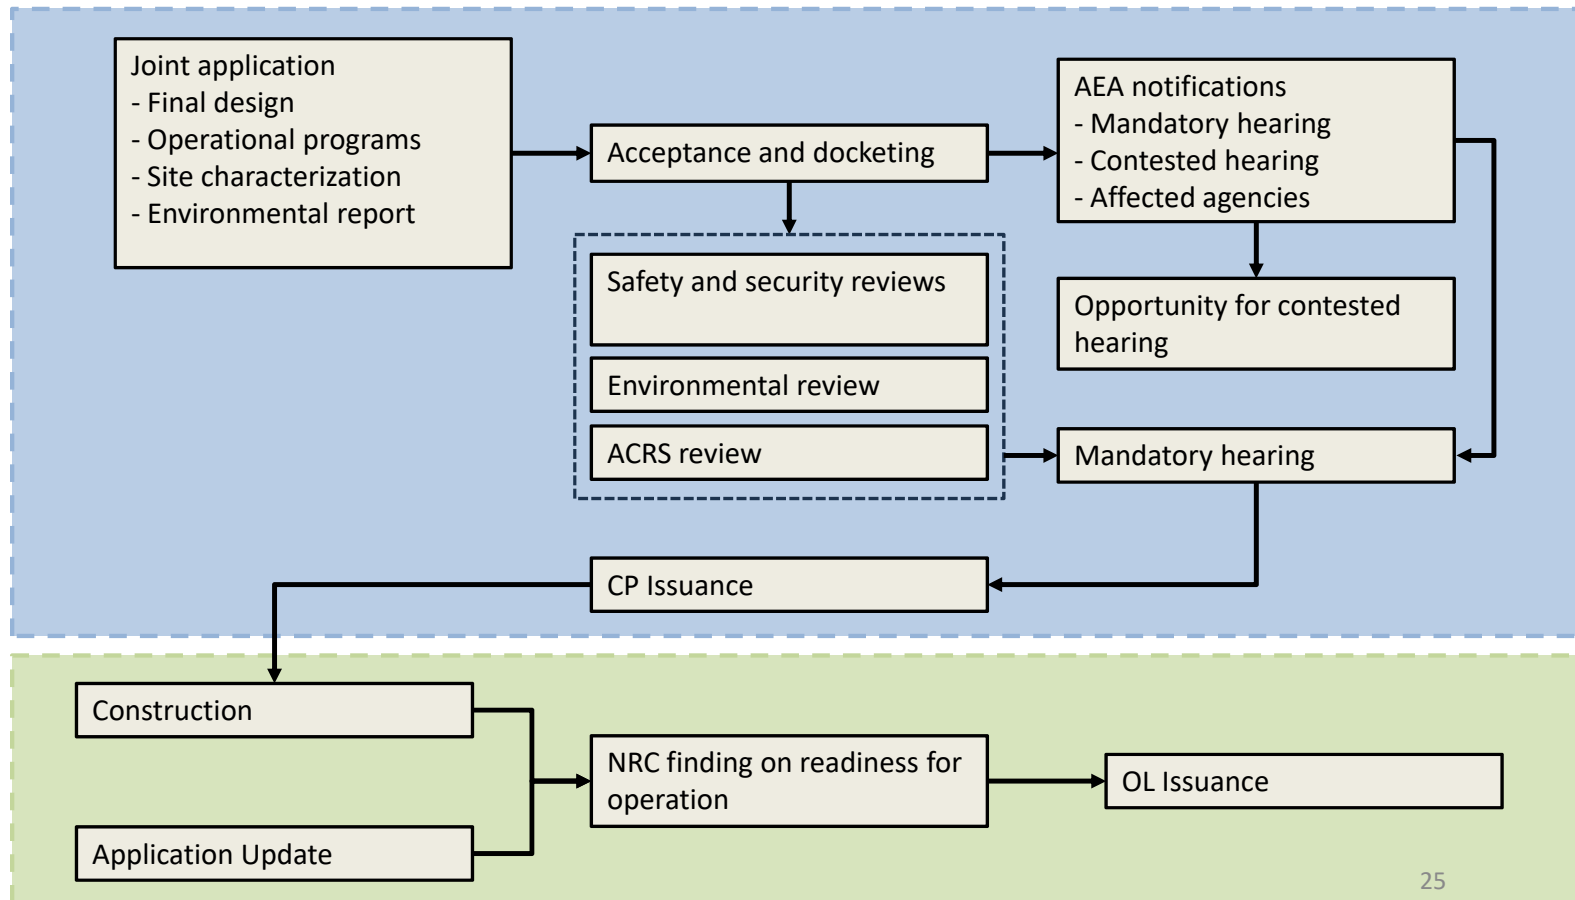 Joint application
- Final design
- Operational programs
- Site characterization
- Environmental report
Acceptance and docketing
AEA notifications
- Mandatory hearing
- Contested hearing
- Affected agencies
Safety and security reviews
Opportunity for contested
hearing
Environmental review
ACRS review
Mandatory hearing
CP Issuance
Construction
NRC finding on readiness for
operation
OL Issuance
Application Update
25